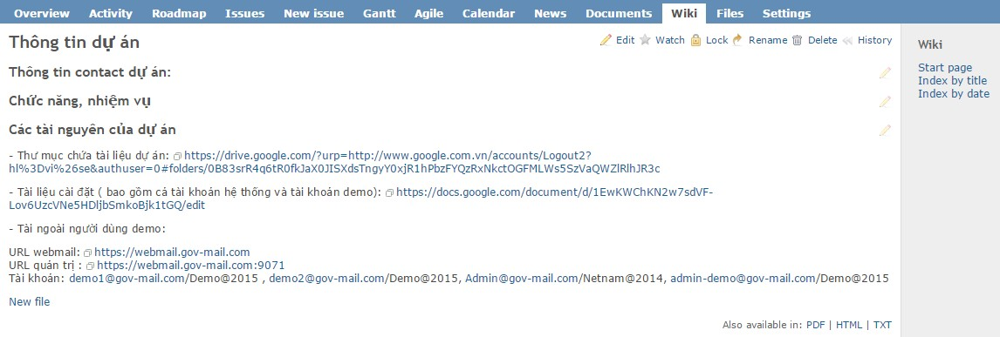 Overview Activity Roadmap Issues New issue Gantt Agile Calendar News Documents Wiki Files Settings
Thông tin dự án
Edit Watch Lock Rename Delete History
Thông tin contact dự án:
Chức năng, nhiệm vụ
Các tài nguyên của dự án
- Thư mục chứa tài liệu dự án: https://drive.google.com/?urp=http://www.google.com.vn/accounts/Logout2?
hl%3Dvi%26se&authuser=0#folders/0B83srR4q6tR0fkJaX0JISXdsTngyY0xjR1hPbzFYQzRxNkctOGFMLWs5SzVaQWZlRlhJR3c
- Tài liệu cài đặt ( bao gồm cả tài khoản hệ thống và tài khoản demo): https://docs.google.com/document/d/1EwKWChKN2w7sdVF-
Lov6UzcVNe5HDljbSmkoBjk1tGQ/edit
- Tài ngoài người dùng demo:
URL webmail: https://webmail.gov-mail.com
URL quản trị : https://webmail.gov-mail.com:9071
Tài khoản: demo1@gov-mail.com/Demo@2015 , demo2@gov-mail.com/Demo@2015, Admin@gov-mail.com/Netnam@2014, admin-demo@gov-mail.com/Demo@2015
New file
Also available in: PDF | HTML | TXT
Wiki
Start page
Index by title
Index by date